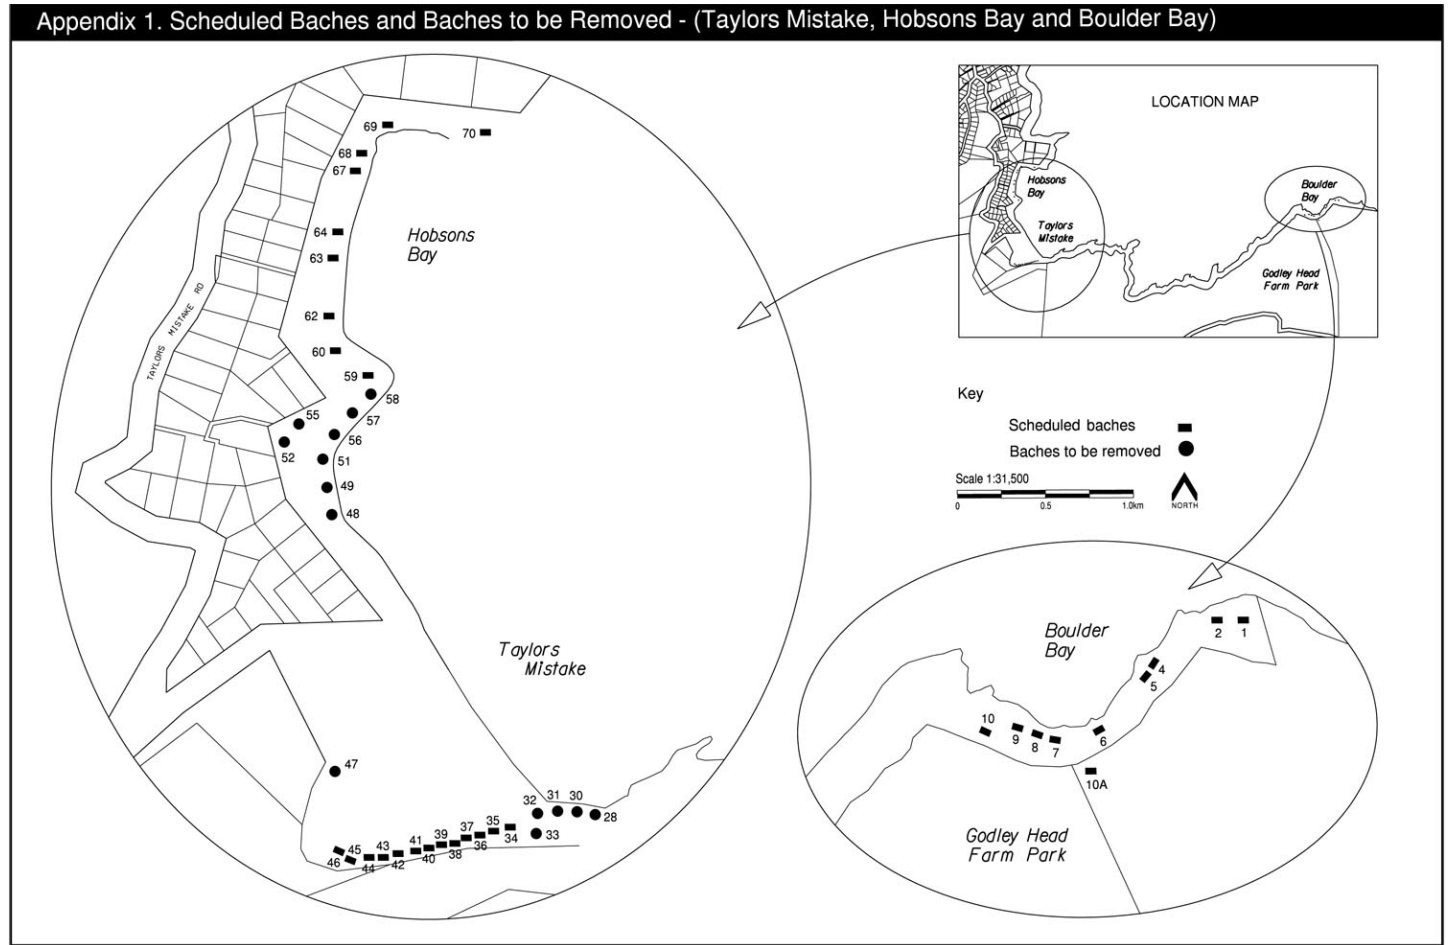 Appendix 1. Scheduled Baches and Baches to be Removed - (Taylors Mistake, Hobsons Bay and Boulder Bay)
69
70
68
67
64
63
62
60
59
58
57
56
55
52
51
49
48
47
Hobsons
Bay
TAYLORS MISTAKE RD
Taylors
Mistake
32
31
30
28
33
34
35
36
37
38
39
40
41
42
43
44
45
46
LOCATION MAP
Hobsons
Bay
Taylors
Mistake
Boulder
Bay
Godley Head
Farm Park
Key
Scheduled baches
Baches to be removed
Scale 1:31,500
0 0.5 1.0km
NORTH
Boulder
Bay
2
1
4
5
6
7
8
9
10
10A
Godley Head
Farm Park